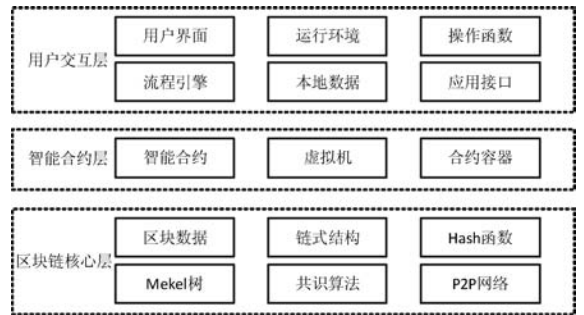 用户交互层
用户界面 运行环境 操作函数
流程引擎 本地数据 应用接口
智能合约层 智能合约 虚拟机 合约容器
区块链核心层
区块数据 链式结构 Hash函数
Mekel树 共识算法 P2P网络